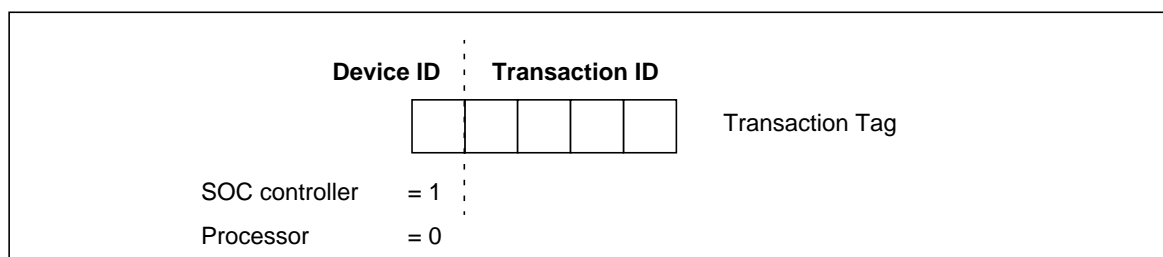 Device ID Transaction ID
Transaction Tag
SOC controller = 1
Processor = 0